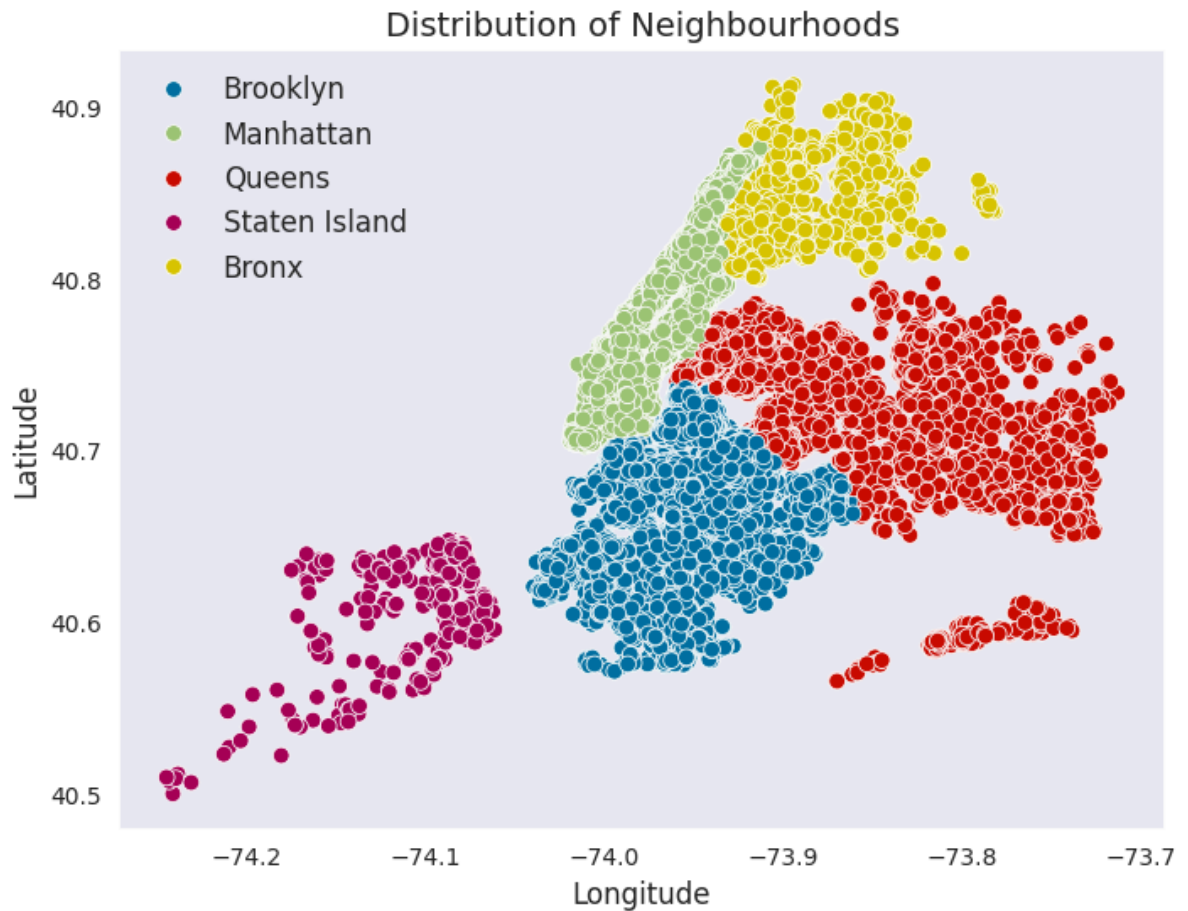 Distribution of Neighbourhoods
Brooklyn
Manhattan
Queens
Staten Island
Bronx
40.9
40.8
40.7
40.6
40.5
Latitude
−74.2
−74.1
−74.0
−73.9
−73.8
−73.7
Longitude